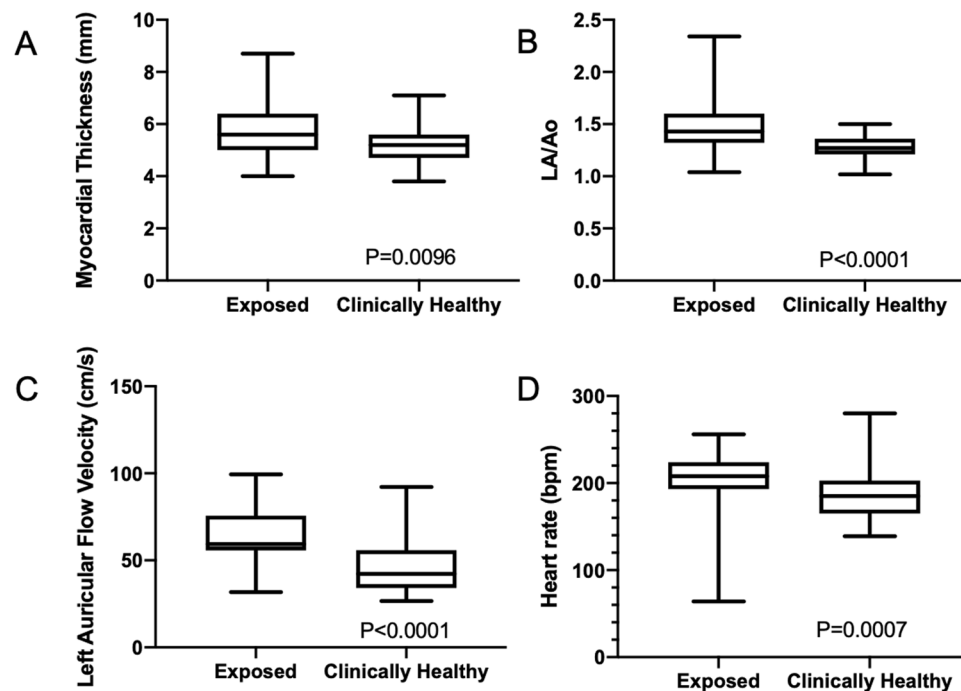 A
Myocardial Thickness (mm)
10
8
6
4
2
0
P=0.0096
Exposed
Clinically Healthy
B
LA/Ao
2.5
2.0
1.5
1.0
0.5
0.0
P<0.0001
Exposed
Clinically Healthy
C
Left Auricular Flow Velocity (cm/s)
150
100
50
0
P<0.0001
Exposed
Clinically Healthy
D
Heart rate (bpm)
300
200
100
0
P=0.0007
Exposed
Clinically Healthy